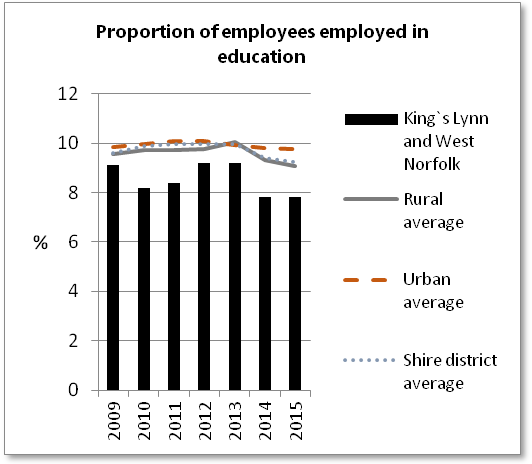 Proportion of employees employed in
education
12
10
8
6
4
2
0
%
2009
2010
2011
2012
2013
2014
2015
King`s Lynn
and West
Norfolk
Rural
average
Urban
average
Shire district
average